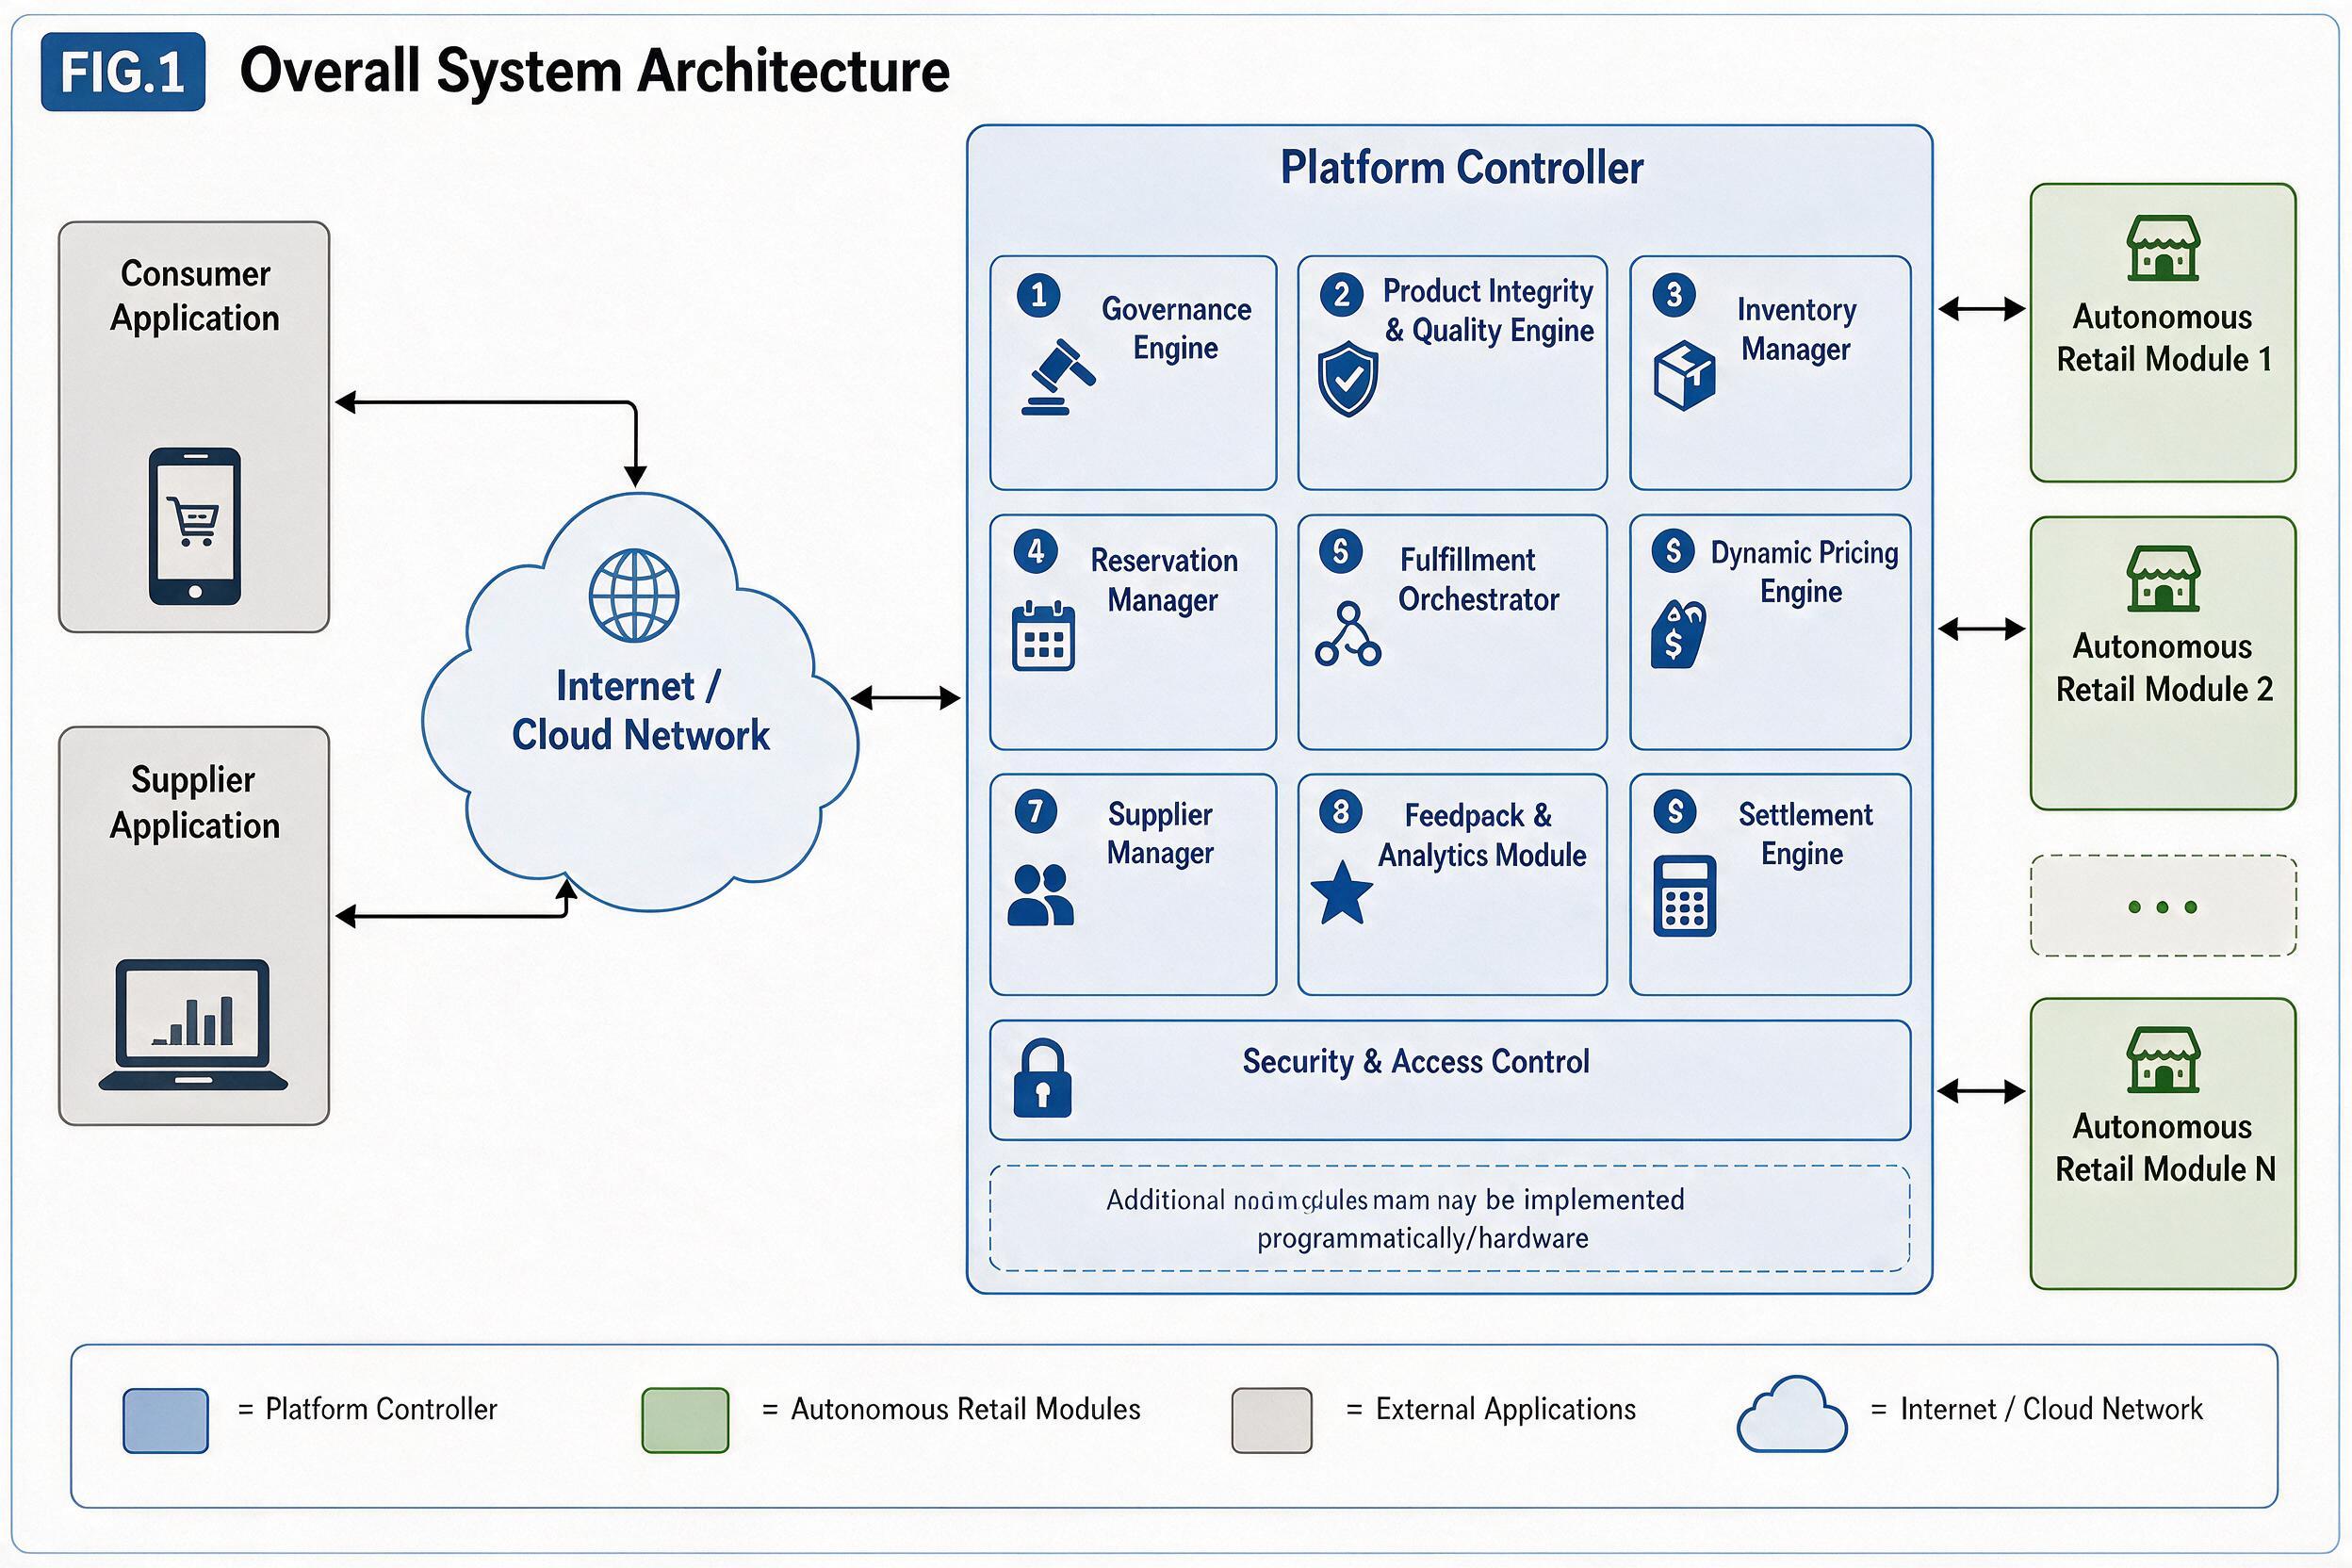 FIG.1 Overall System Architecture
Consumer
Application
Supplier
Application
Internet /
Cloud Network
Platform Controller
1 Governance
Engine
2 Product Integrity
& Quality Engine
3 Inventory
Manager
4 Reservation
Manager
Fulfillment
Orchestrator
$ Dynamic Pricing
Engine
$
7 Supplier
Manager
8 Feedpack &
Analytics Module
$ Settlement
Engine
Security & Access Control
Additional mam nay be implemented
programmatically/hardware
Autonomous
Retail Module 1
Autonomous
Retail Module 2
Autonomous
Retail Module N
= Platform Controller
= Autonomous Retail Modules
= External Applications
= Internet / Cloud Network